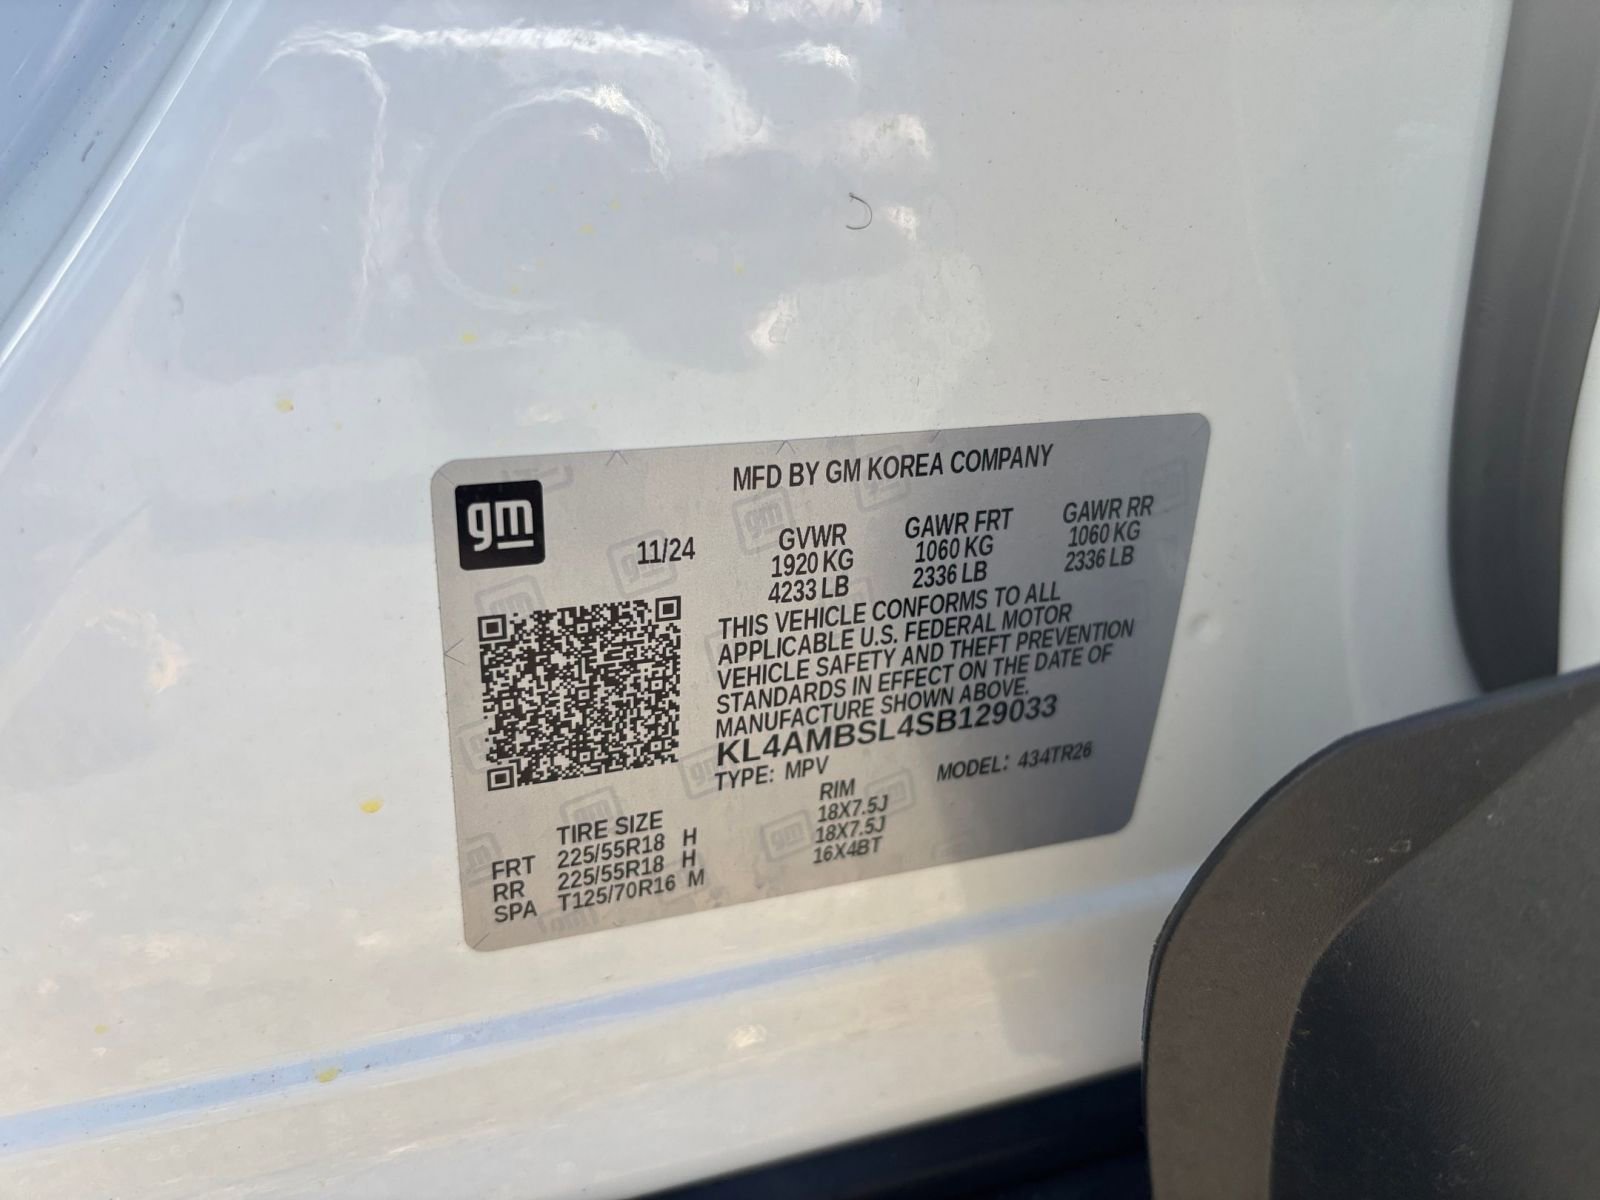 gm
MFD BY GM KOREA COMPANY
11/24
GVWR
1920 KG
4233 LB
GAWR FRT
1060 KG
2336 LB
GAWR RR
1060 KG
2336 LB
THIS VEHICLE CONFORMS TO ALL
APPLICABLE U.S. FEDERAL MOTOR
VEHICLE SAFETY AND THEFT PREVENTION
STANDARDS IN EFFECT ON THE DATE OF
MANUFACTURE SHOWN ABOVE.
KL4AMBSL4SB129033
TYPE: MPV MODEL: 434TR26
TIRE SIZE RIM
FRT 225/55R18 H 18X7.5J
RR 225/55R18 H 18X7.5J
SPA T125/70R16 M 16X4BT